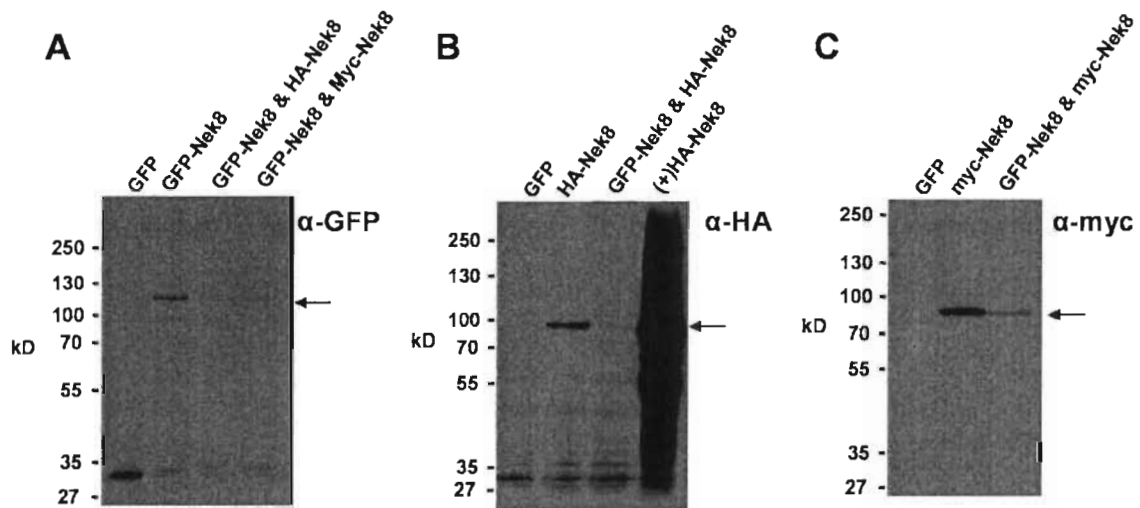 A
GFP
GFP-Nek8
GFP-Nek8 & HA-Nek8
GFP-Nek8 & Myc-Nek8
α-GFP
250 -
130 -
100 -
kD
70 -
55 -
35 -
27 -
B
GFP
HA-Nek8
GFP-Nek8 & HA-Nek8
(+)HA-Nek8
α-HA
250 -
130 -
100 -
kD
70 -
55 -
35 -
27 -
C
GFP
myc-Nek8
GFP-Nek8 & myc-Nek8
α-myc
250 -
130 -
100 -
kD
70 -
55 -
35 -
27 -